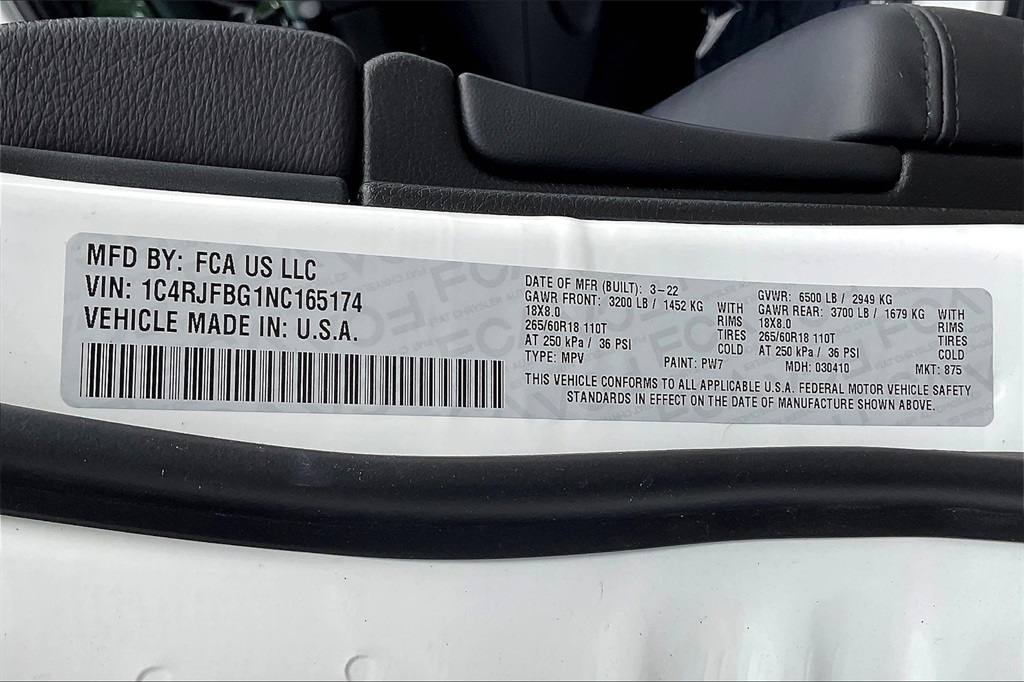 MFD BY: FCA US LLC
VIN: 1C4RJFBG1NC165174
VEHICLE MADE IN: U.S.A.
DATE OF MFR (BUILT): 3-22 GVWR: 6500 LB / 2949 KG
GAWR FRONT: 3200 LB / 1452 KG WITH GAWR REAR: 3700 LB / 1679 KG WITH
18X8.0 RIMS 18X8.0 RIMS
265/60R18 110T TIRES 265/60R18 110T TIRES
AT 250 kPa / 36 PSI COLD AT 250 kPa / 36 PSI COLD
TYPE: MPV PAINT: PW7 MDH: 030410 MKT: 875
THIS VEHICLE CONFORMS TO ALL APPLICABLE U.S.A. FEDERAL MOTOR VEHICLE SAFETY
STANDARDS IN EFFECT ON THE DATE OF MANUFACTURE SHOWN ABOVE.